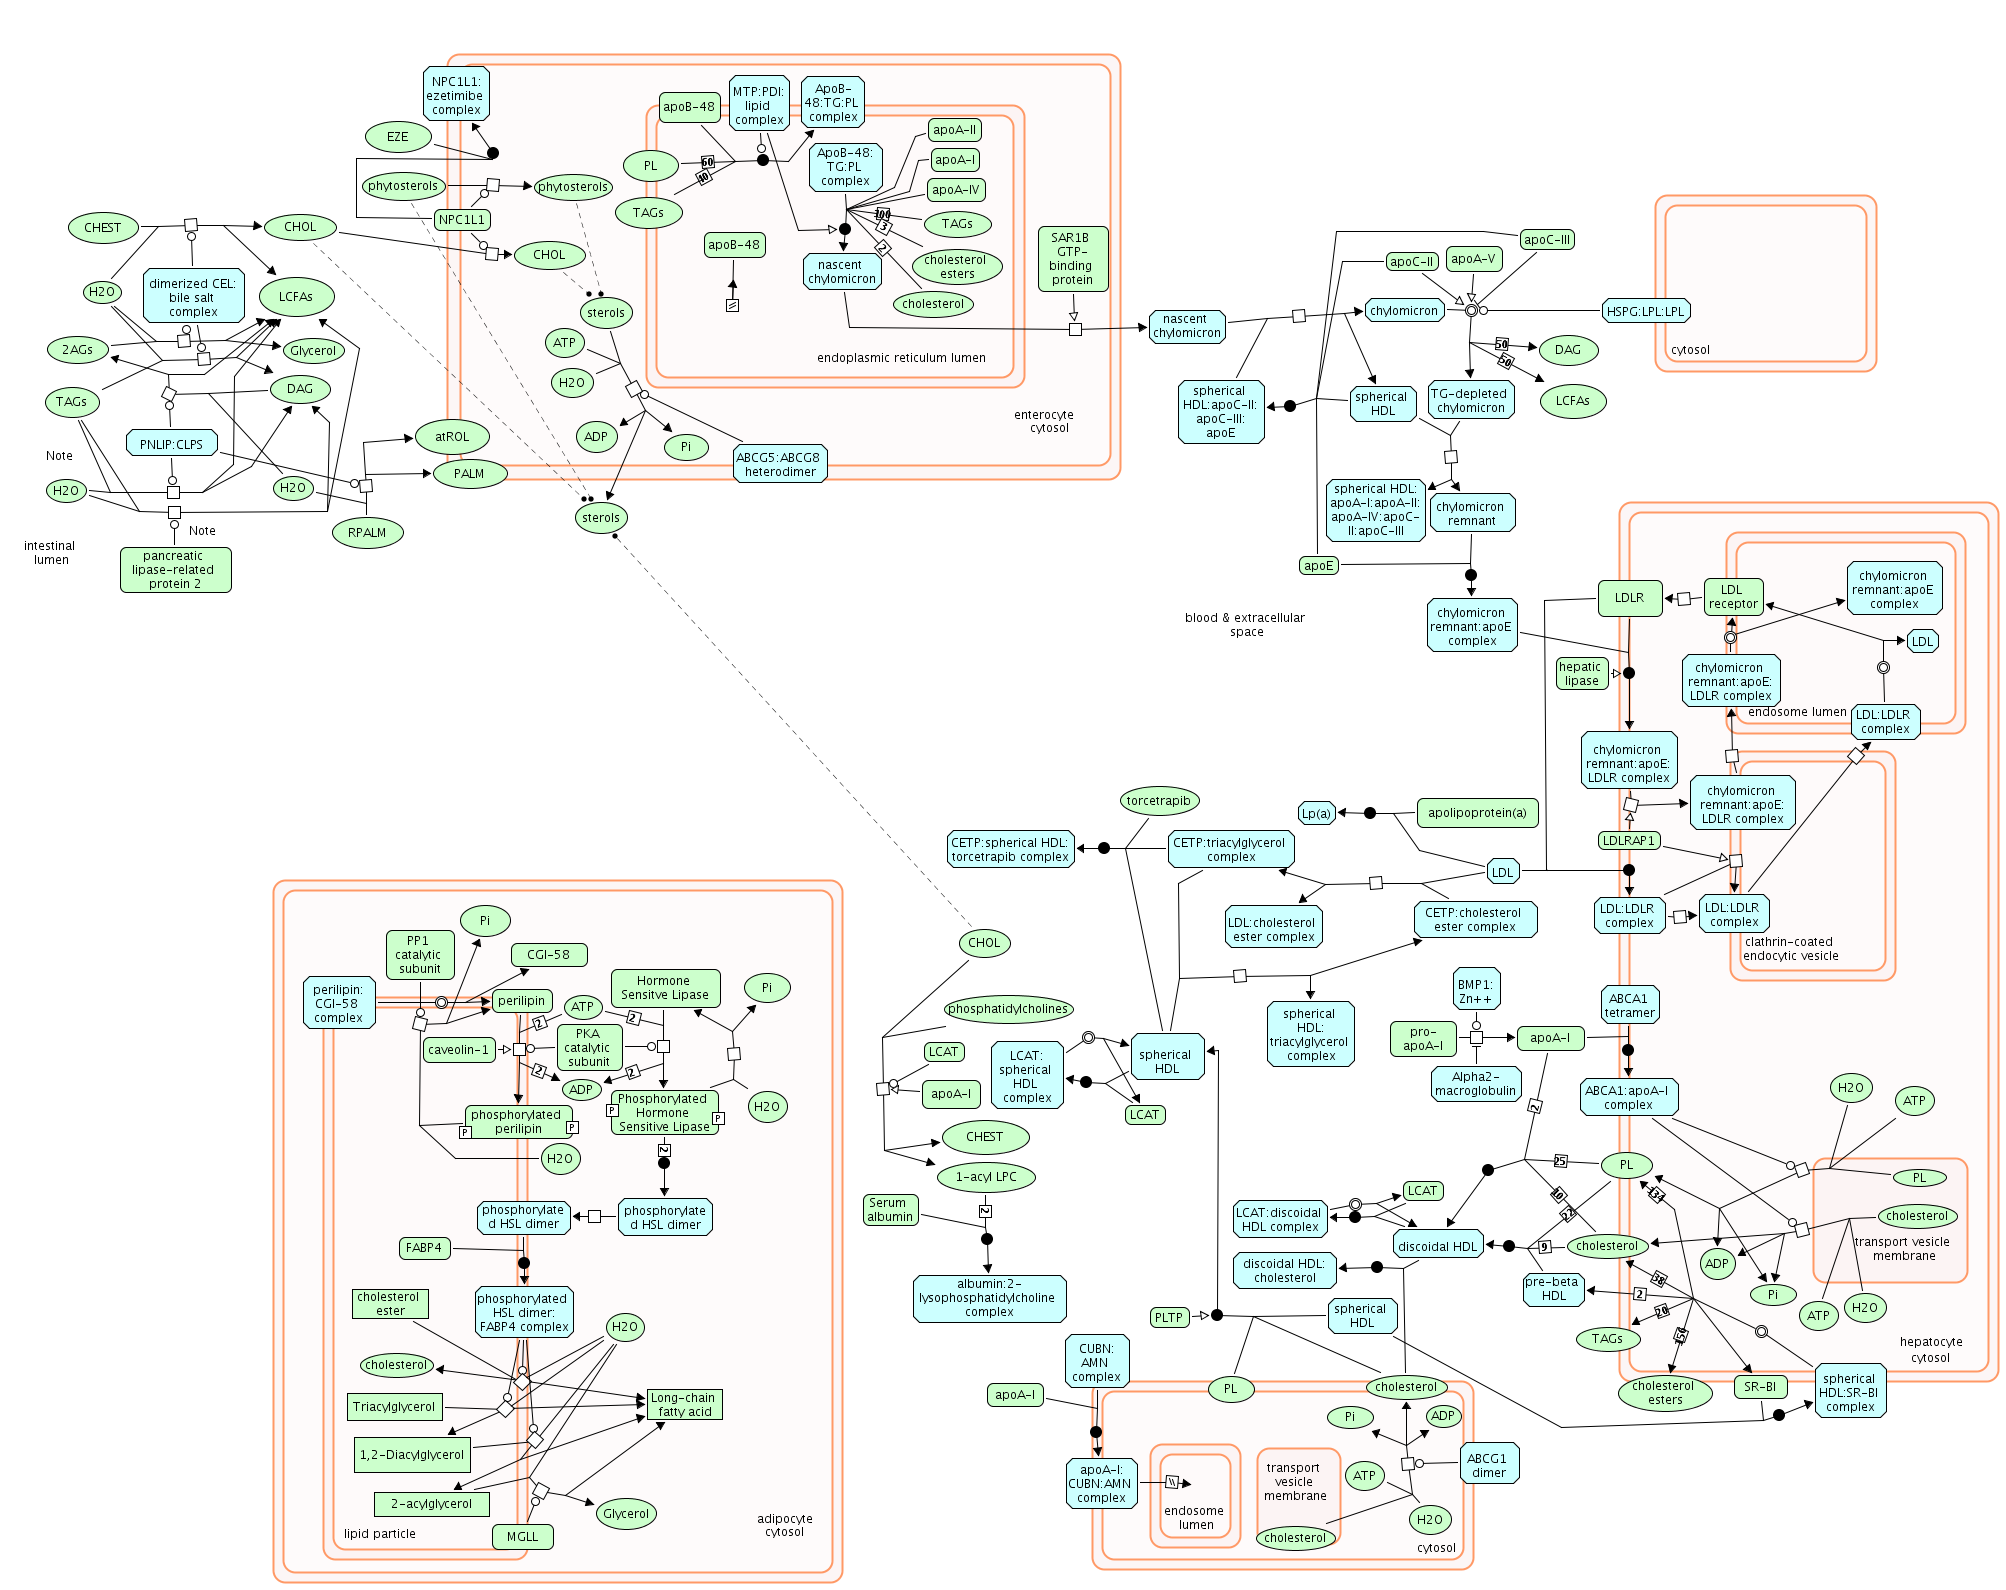 NPC1L1:
ezetimibe
complex
EZE
phytosterols
phytosterols
NPC1L1
CHOL
CHEST
CHOL
H2O
dimerized CEL:
bile salt
complex
LCFAs
2AGs
Glycerol
TAGs
DAG
PNLIP:CLPS
Note
H2O
H2O
Note
RPALM
intestinal
lumen
pancreatic
lipase-related
protein 2
atROL
PALM
sterols
ATP
H2O
ADP
Pi
ABCG5:ABCG8
heterodimer
sterols
apoB-48
MTP:PDI:
lipid
complex
ApoB-
48:TG:PL
complex
PL
60
40
TAGs
ApoB-48:
TG:PL
complex
apoA-II
apoA-I
apoA-IV
100
TAGs
3
2
cholesterol
esters
cholesterol
apoB-48
nascent
chylomicron
endoplasmic reticulum lumen
SAR1B
GTP-
binding
protein
enterocyte
cytosol
nascent
chylomicron
apoC-III
apoC-II
apoA-V
chylomicron
HSPG:LPL:LPL
cytosol
50
DAG
50
LCFAs
spherical
HDL:apoC-II:
apoC-III:
apoE
spherical
HDL
TG-depleted
chylomicron
spherical HDL:
apoA-I:apoA-II:
apoA-IV:apoC-
II:apoC-III
chylomicron
remnant
apoE
blood & extracellular
space
chylomicron
remnant:apoE
complex
LDLR
LDL
receptor
chylomicron
remnant:apoE
complex
LDL
hepatic
lipase
chylomicron
remnant:apoE:
LDLR complex
endosome lumen
LDL:LDLR
complex
chylomicron
remnant:apoE:
LDLR complex
chylomicron
remnant:apoE:
LDLR complex
LDLRAP1
LDL:LDLR
complex
LDL:LDLR
complex
clathrin-coated
endocytic vesicle
torcetrapib
Lp(a)
apolipoprotein(a)
CETP:spherical HDL:
torcetrapib complex
CETP:triacylglycerol
complex
LDL
LDL:cholesterol
ester complex
CETP:cholesterol
ester complex
CHOL
phosphatidylcholines
LCAT
apoA-I
LCAT:
spherical
HDL
complex
spherical
HDL
LCAT
spherical
HDL:
triacylglycerol
complex
BMP1:
Zn++
pro-
apoA-I
apoA-I
Alpha2-
macroglobulin
ABCA1
tetramer
ABCA1:apoA-I
complex
CHEST
1-acyl LPC
2
Serum
albumin
albumin:2-
lysophosphatidylcholine
complex
2
25
PL
10
22
134
LCAT:discoidal
HDL complex
LCAT
discoidal HDL
9
cholesterol
discoidal HDL:
cholesterol
pre-beta
HDL
38
2
20
156
TAGs
cholesterol
esters
SR-BI
spherical
HDL:SR-BI
complex
H2O
ATP
PL
cholesterol
transport vesicle
membrane
ADP
Pi
ATP
H2O
hepatocyte
cytosol
PLTP
spherical
HDL
CUBN:
AMN
complex
apoA-I
PL
cholesterol
Pi
ADP
ABCG1
dimer
ATP
H2O
apoA-I:
CUBN:AMN
complex
endosome
lumen
transport
vesicle
membrane
cholesterol
cytosol
Pi
PP1
catalytic
subunit
CGI-58
perilipin:
CGI-58
complex
perilipin
ATP
Hormone
Sensitve Lipase
Pi
2
2
caveolin-1
PKA
catalytic
subunit
2
2
ADP
phosphorylated
perilipin
P
P
Phosphorylated
Hormone
Sensitive Lipase
P
P
H2O
H2O
2
phosphorylate
d HSL dimer
phosphorylate
d HSL dimer
FABP4
phosphorylated
HSL dimer:
FABP4 complex
cholesterol
ester
H2O
cholesterol
Triacylglycerol
Long-chain
fatty acid
1,2-Diacylglycerol
2-acylglycerol
Glycerol
MGLL
lipid particle
adipocyte
cytosol